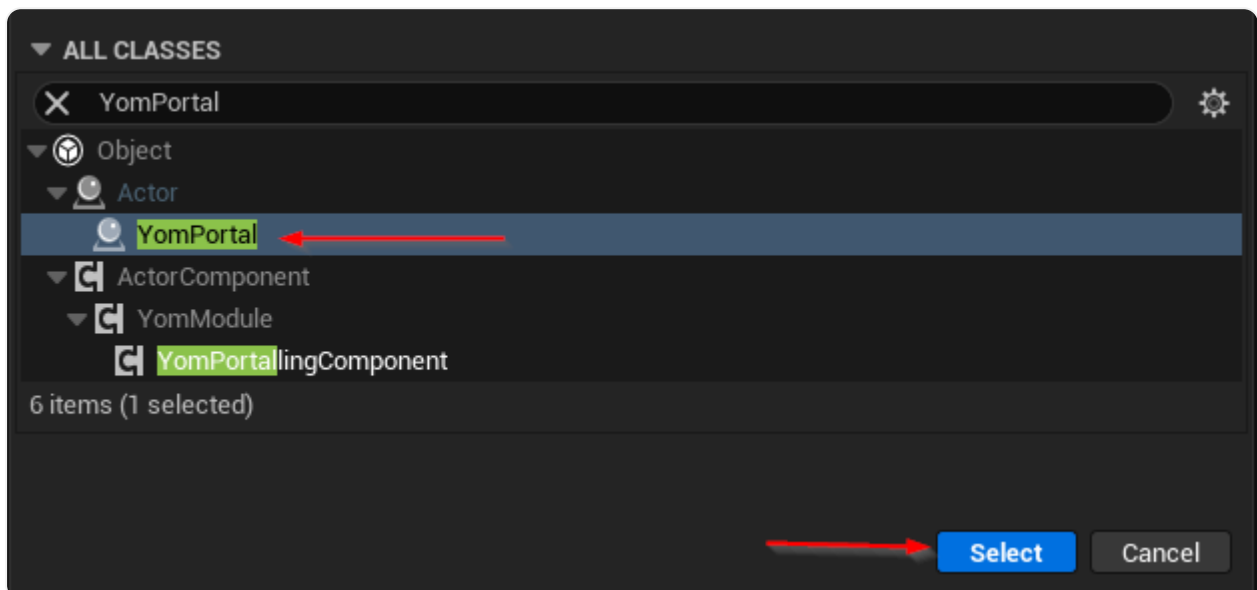 ALL CLASSES
YomPortal
Object
Actor
YomPortal
ActorComponent
YomModule
YomPortallingComponent
6 items (1 selected)
Select Cancel